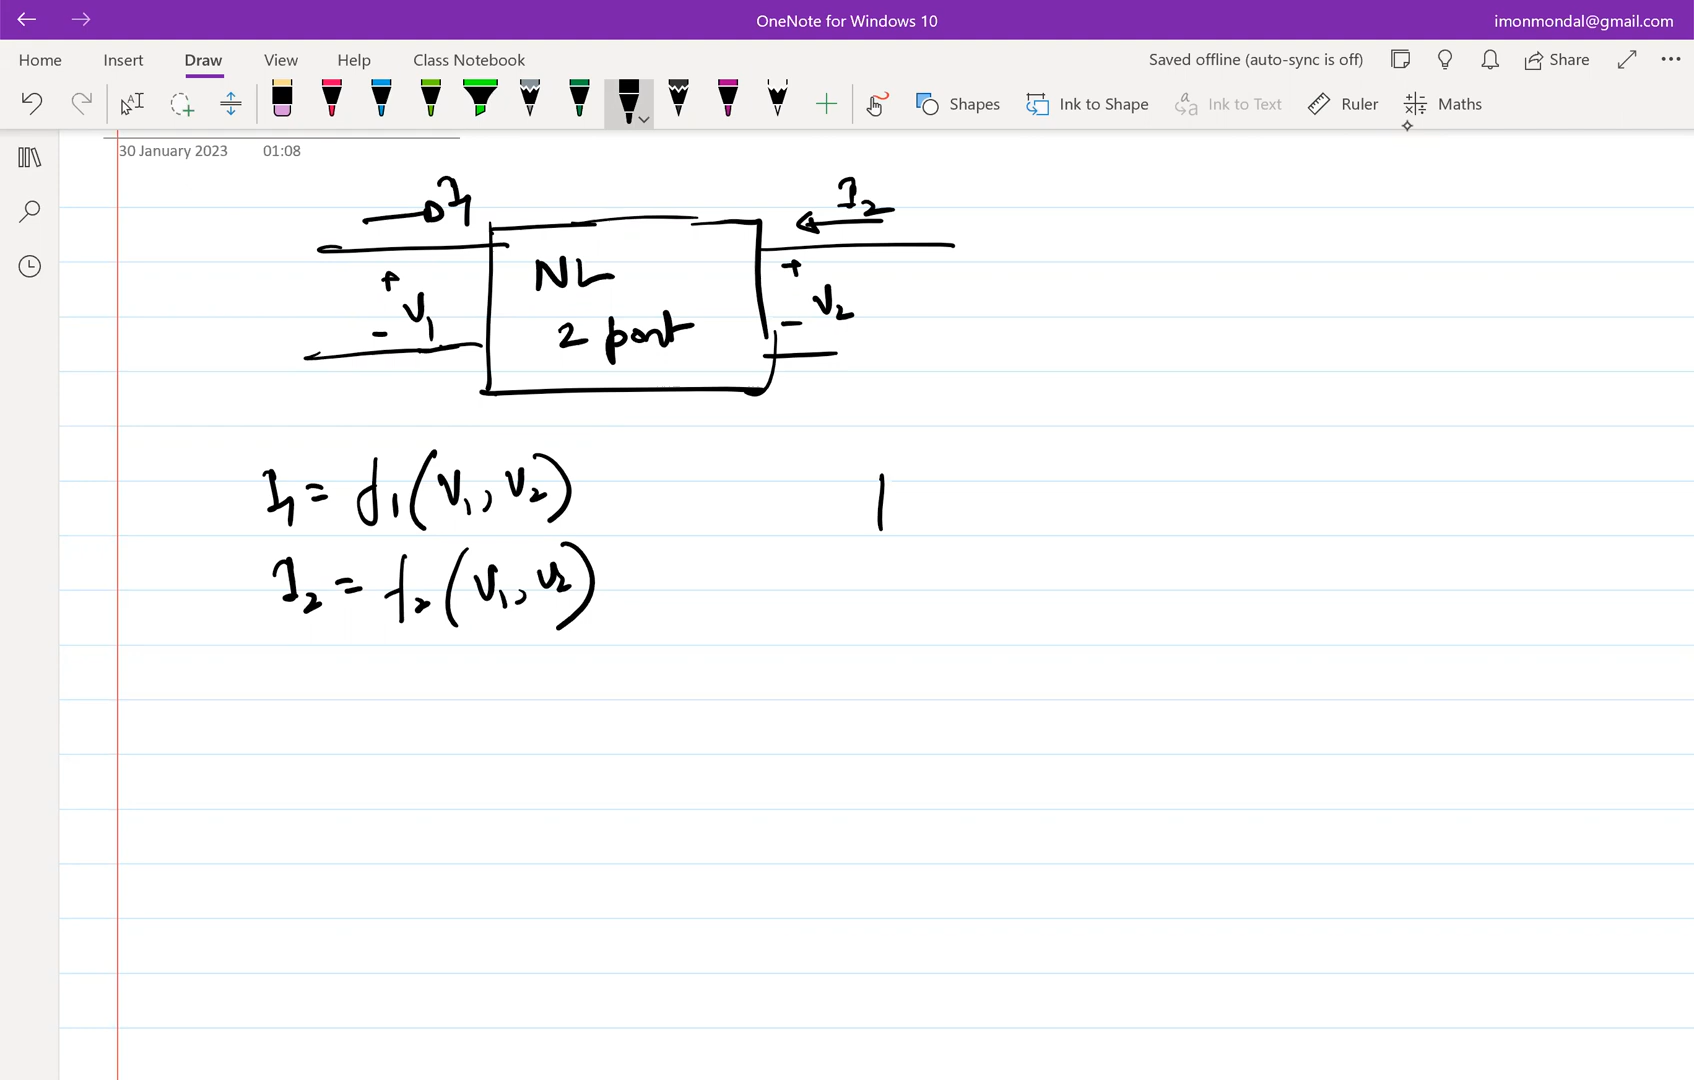 OneNote for Windows 10
imonmondal@gmail.com
Home Insert Draw View Help Class Notebook
Saved offline (auto-sync is off) Share
Shapes Ink to Shape Ink to Text Ruler Maths
30 January 2023 01:08
I₁ I₂
+ V₁ -
NL
2 port
+ V₂ -
I₁ = f₁(V₁, V₂)
I₂ = f₂(V₁, V₂)